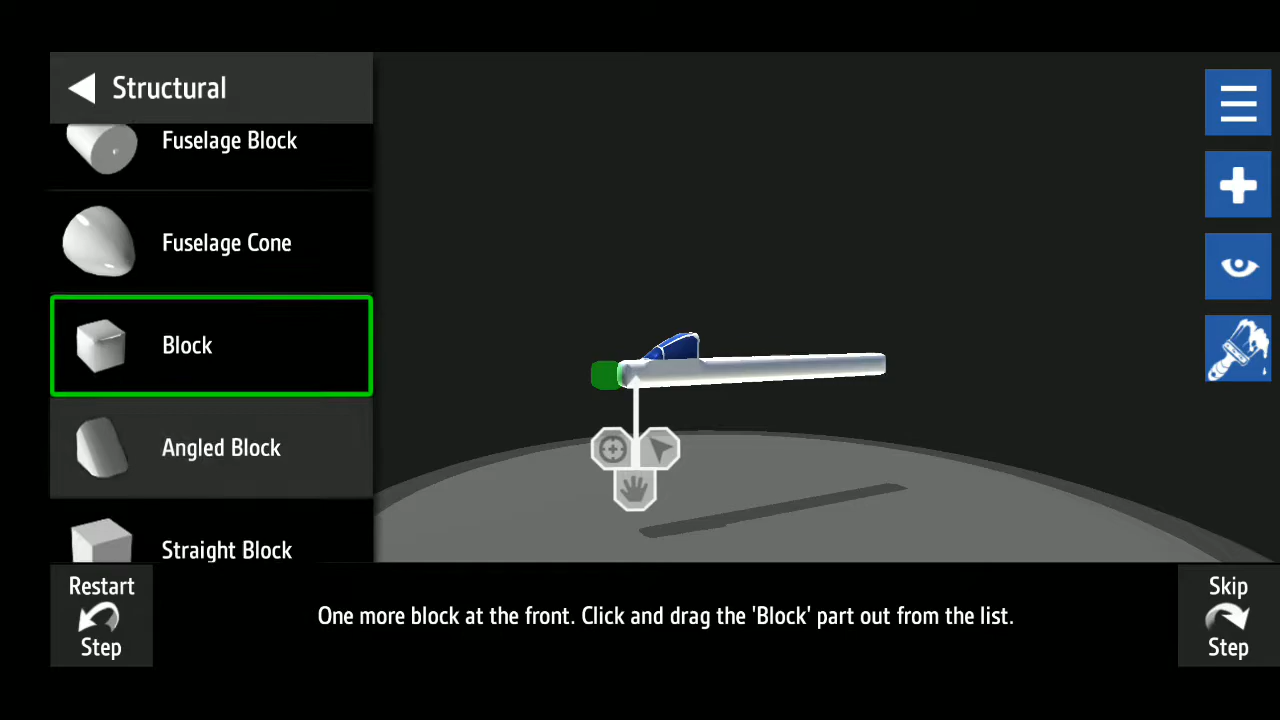 Structural
Fuselage Block
Fuselage Cone
Block
Angled Block
Straight Block
Restart
Step
One more block at the front. Click and drag the 'Block' part out from the list.
Skip
Step